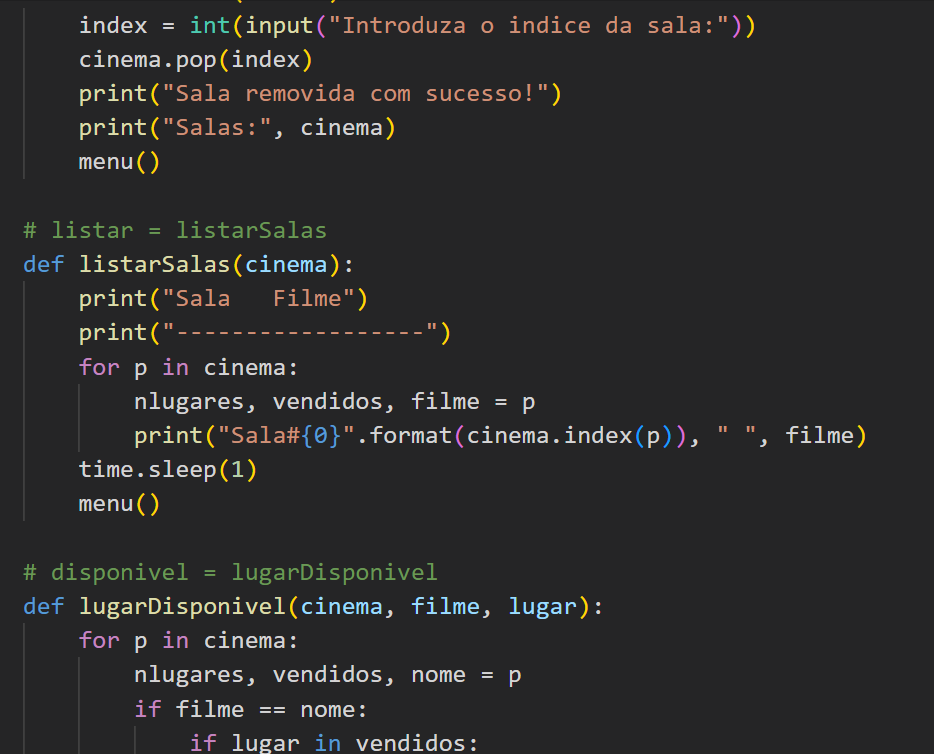 index = int(input("Introduza o indice da sala:"))
    cinema.pop(index)
    print("Sala removida com sucesso!")
    print("Salas:", cinema)
    menu()

# listar = listarSalas
def listarSalas(cinema):
    print("Sala   Filme")
    print("------------------")
    for p in cinema:
        nlugares, vendidos, filme = p
        print("Sala#{0}".format(cinema.index(p)), " ", filme)
    time.sleep(1)
    menu()

# disponivel = lugarDisponivel
def lugarDisponivel(cinema, filme, lugar):
    for p in cinema:
        nlugares, vendidos, nome = p
        if filme == nome:
            if lugar in vendidos: